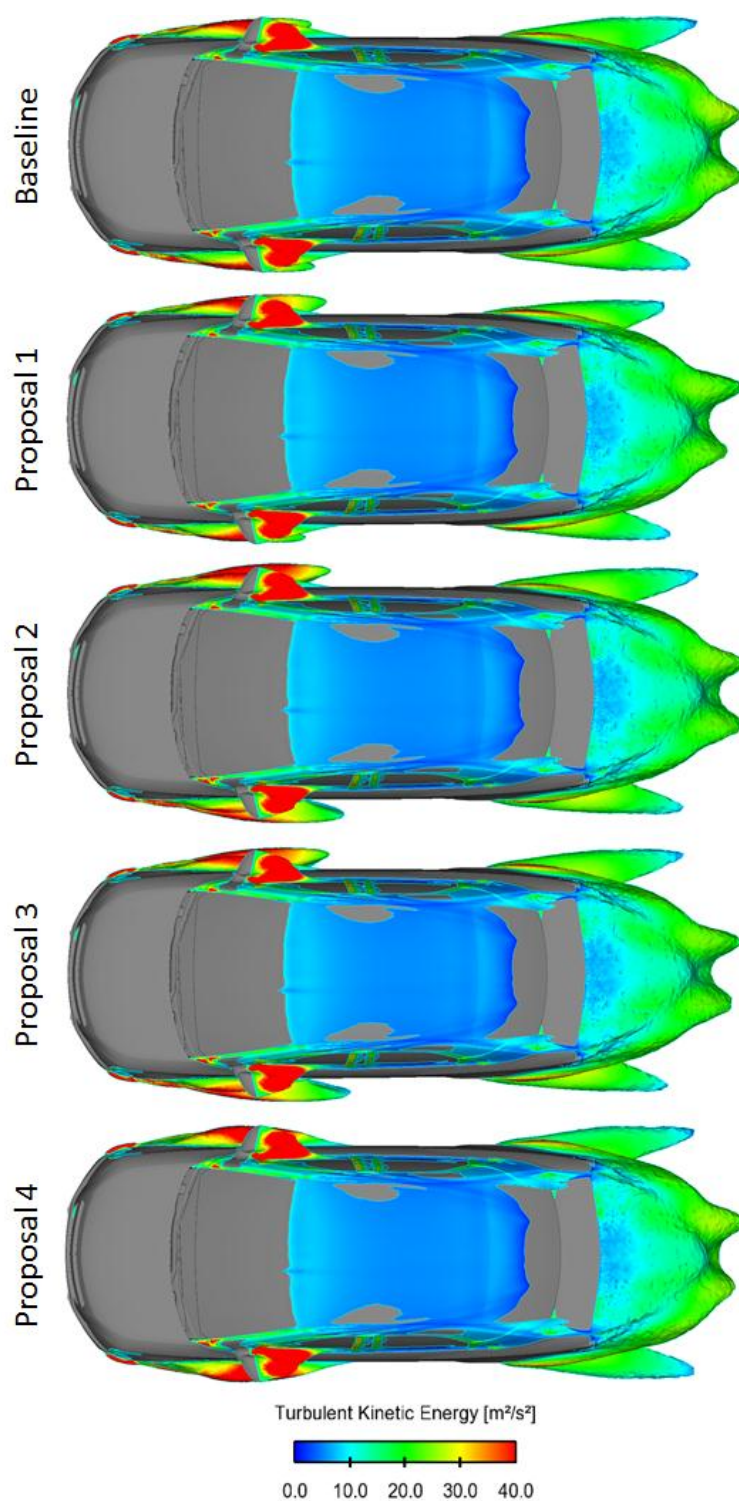 Baseline
Proposal 1
Proposal 2
Proposal 3
Proposal 4
Turbulent Kinetic Energy [m²/s²]
0.0 10.0 20.0 30.0 40.0